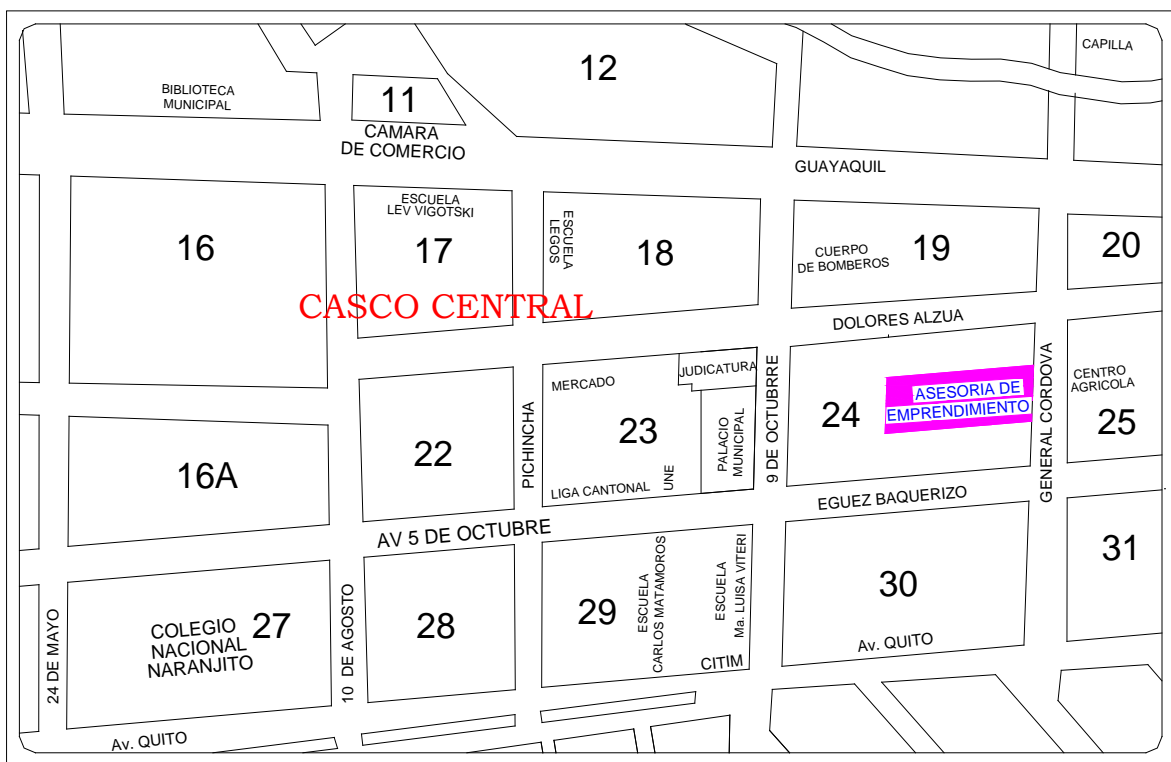 12
CAPILLA
BIBLIOTECA
MUNICIPAL
11
CAMARA
DE COMERCIO
GUAYAQUIL
16
ESCUELA
LEV VIGOTSKI
17
ESCUELA
LEGOS
18
CUERPO
DE BOMBEROS
19
20
CASCO CENTRAL
DOLORES ALZUA
MERCADO
JUDICATURA
9 DE OCTUBRRE
24
ASESORIA DE
EMPRENDIMIENTO
GENERAL CORDOVA
CENTRO
AGRICOLA
25
16A
22
PICHINCHA
23
UNE
PALACIO
MUNICIPAL
LIGA CANTONAL
EGUEZ BAQUERIZO
AV 5 DE OCTUBRE
24 DE MAYO
COLEGIO
NACIONAL
NARANJITO
27
10 DE AGOSTO
28
29
ESCUELA
CARLOS MATAMOROS
ESCUELA
Ma. LUISA VITERI
CITIM
30
31
Av. QUITO
Av. QUITO